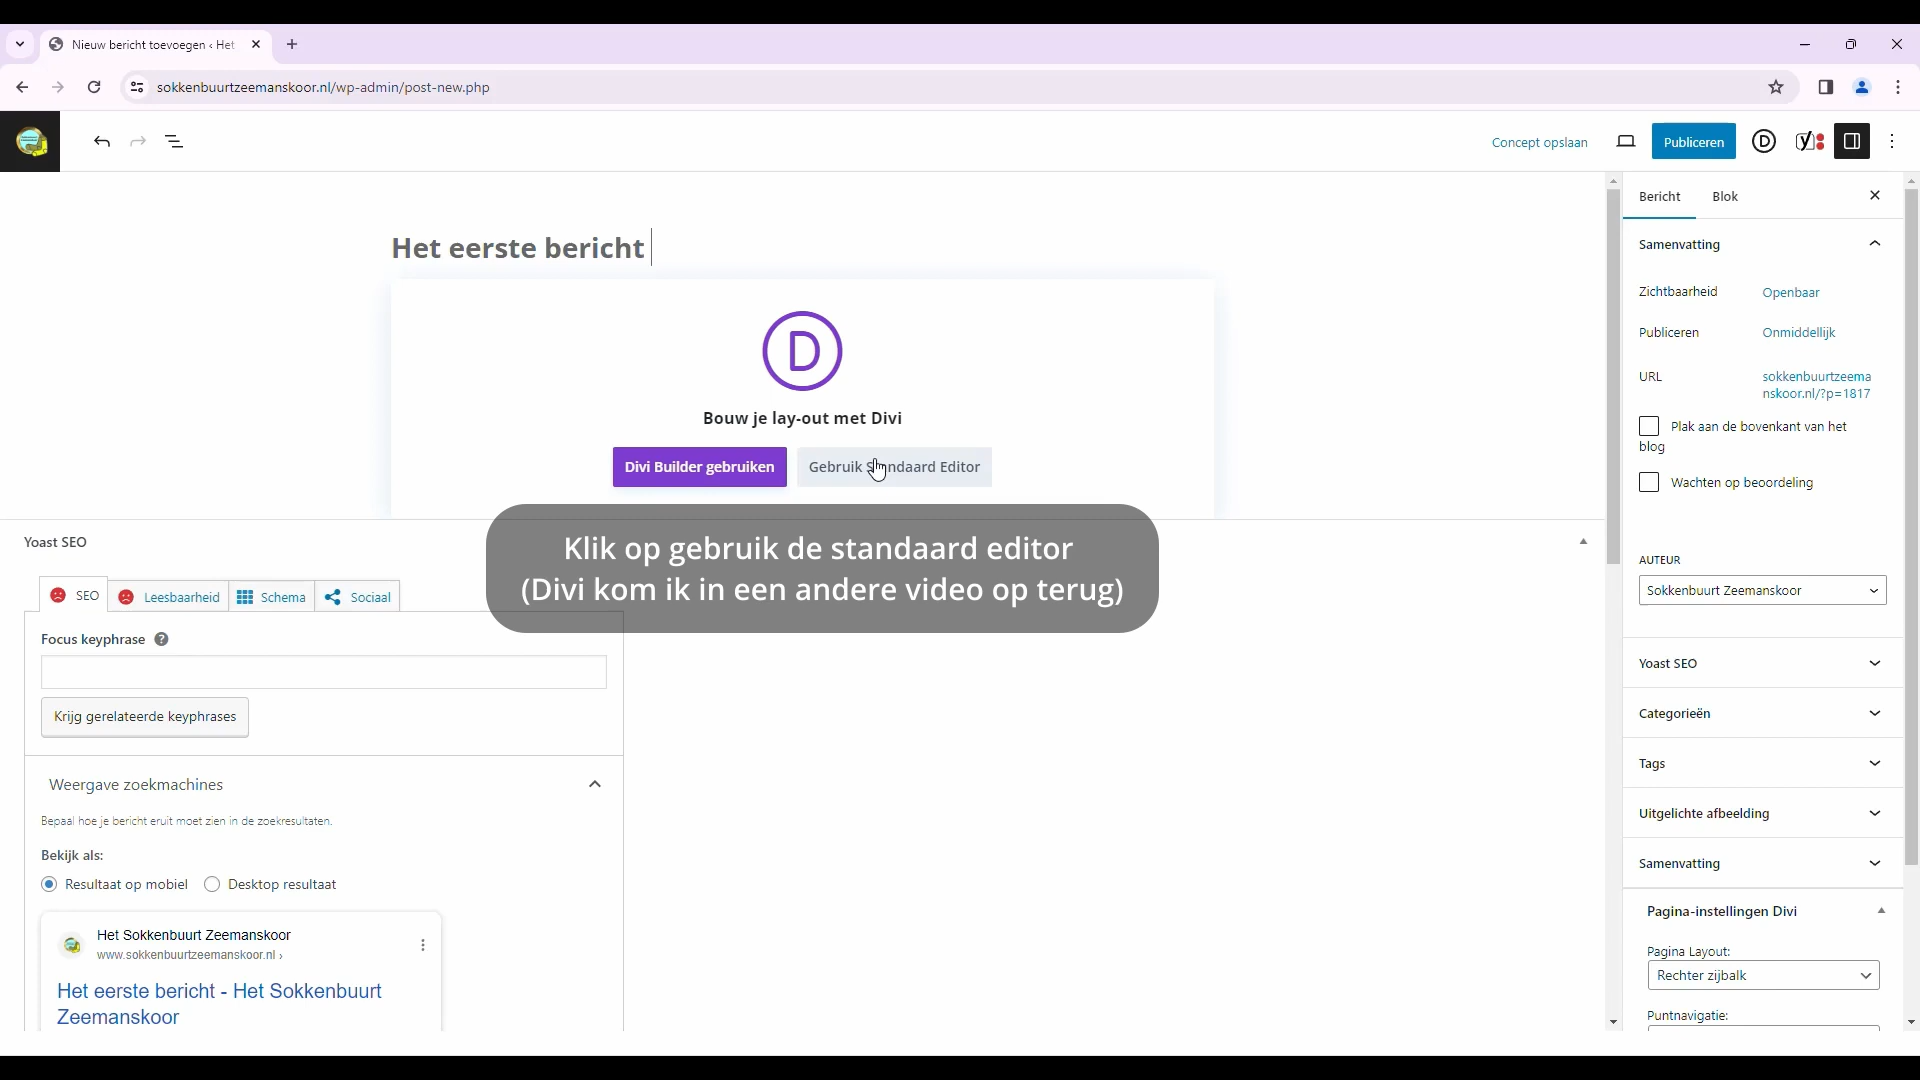 Nieuw bericht toevoegen ‹ Het
sokkenbuurtzeemanskoor.nl/wp-admin/post-new.php
Concept opslaan
Publiceren
Het eerste bericht
D
Bouw je lay-out met Divi
Divi Builder gebruiken
Gebruik Standaard Editor
Klik op gebruik de standaard editor
(Divi kom ik in een andere video op terug)
Yoast SEO
SEO
Leesbaarheid
Schema
Sociaal
Focus keyphrase
Krijg gerelateerde keyphrases
Weergave zoekmachines
Bepaal hoe je bericht eruit moet zien in de zoekresultaten.
Bekijk als:
Resultaat op mobiel
Desktop resultaat
Het Sokkenbuurt Zeemanskoor
www.sokkenbuurtzeemanskoor.nl ›
Het eerste bericht - Het Sokkenbuurt
Zeemanskoor
Bericht
Blok
Samenvatting
Zichtbaarheid
Openbaar
Publiceren
Onmiddellijk
URL
sokkenbuurtzeema
nskoor.nl/?p=1817
Plak aan de bovenkant van het
blog
Wachten op beoordeling
AUTEUR
Sokkenbuurt Zeemanskoor
Yoast SEO
Categorieën
Tags
Uitgelichte afbeelding
Samenvatting
Pagina-instellingen Divi
Pagina Layout:
Rechter zijbalk
Puntnavigatie: